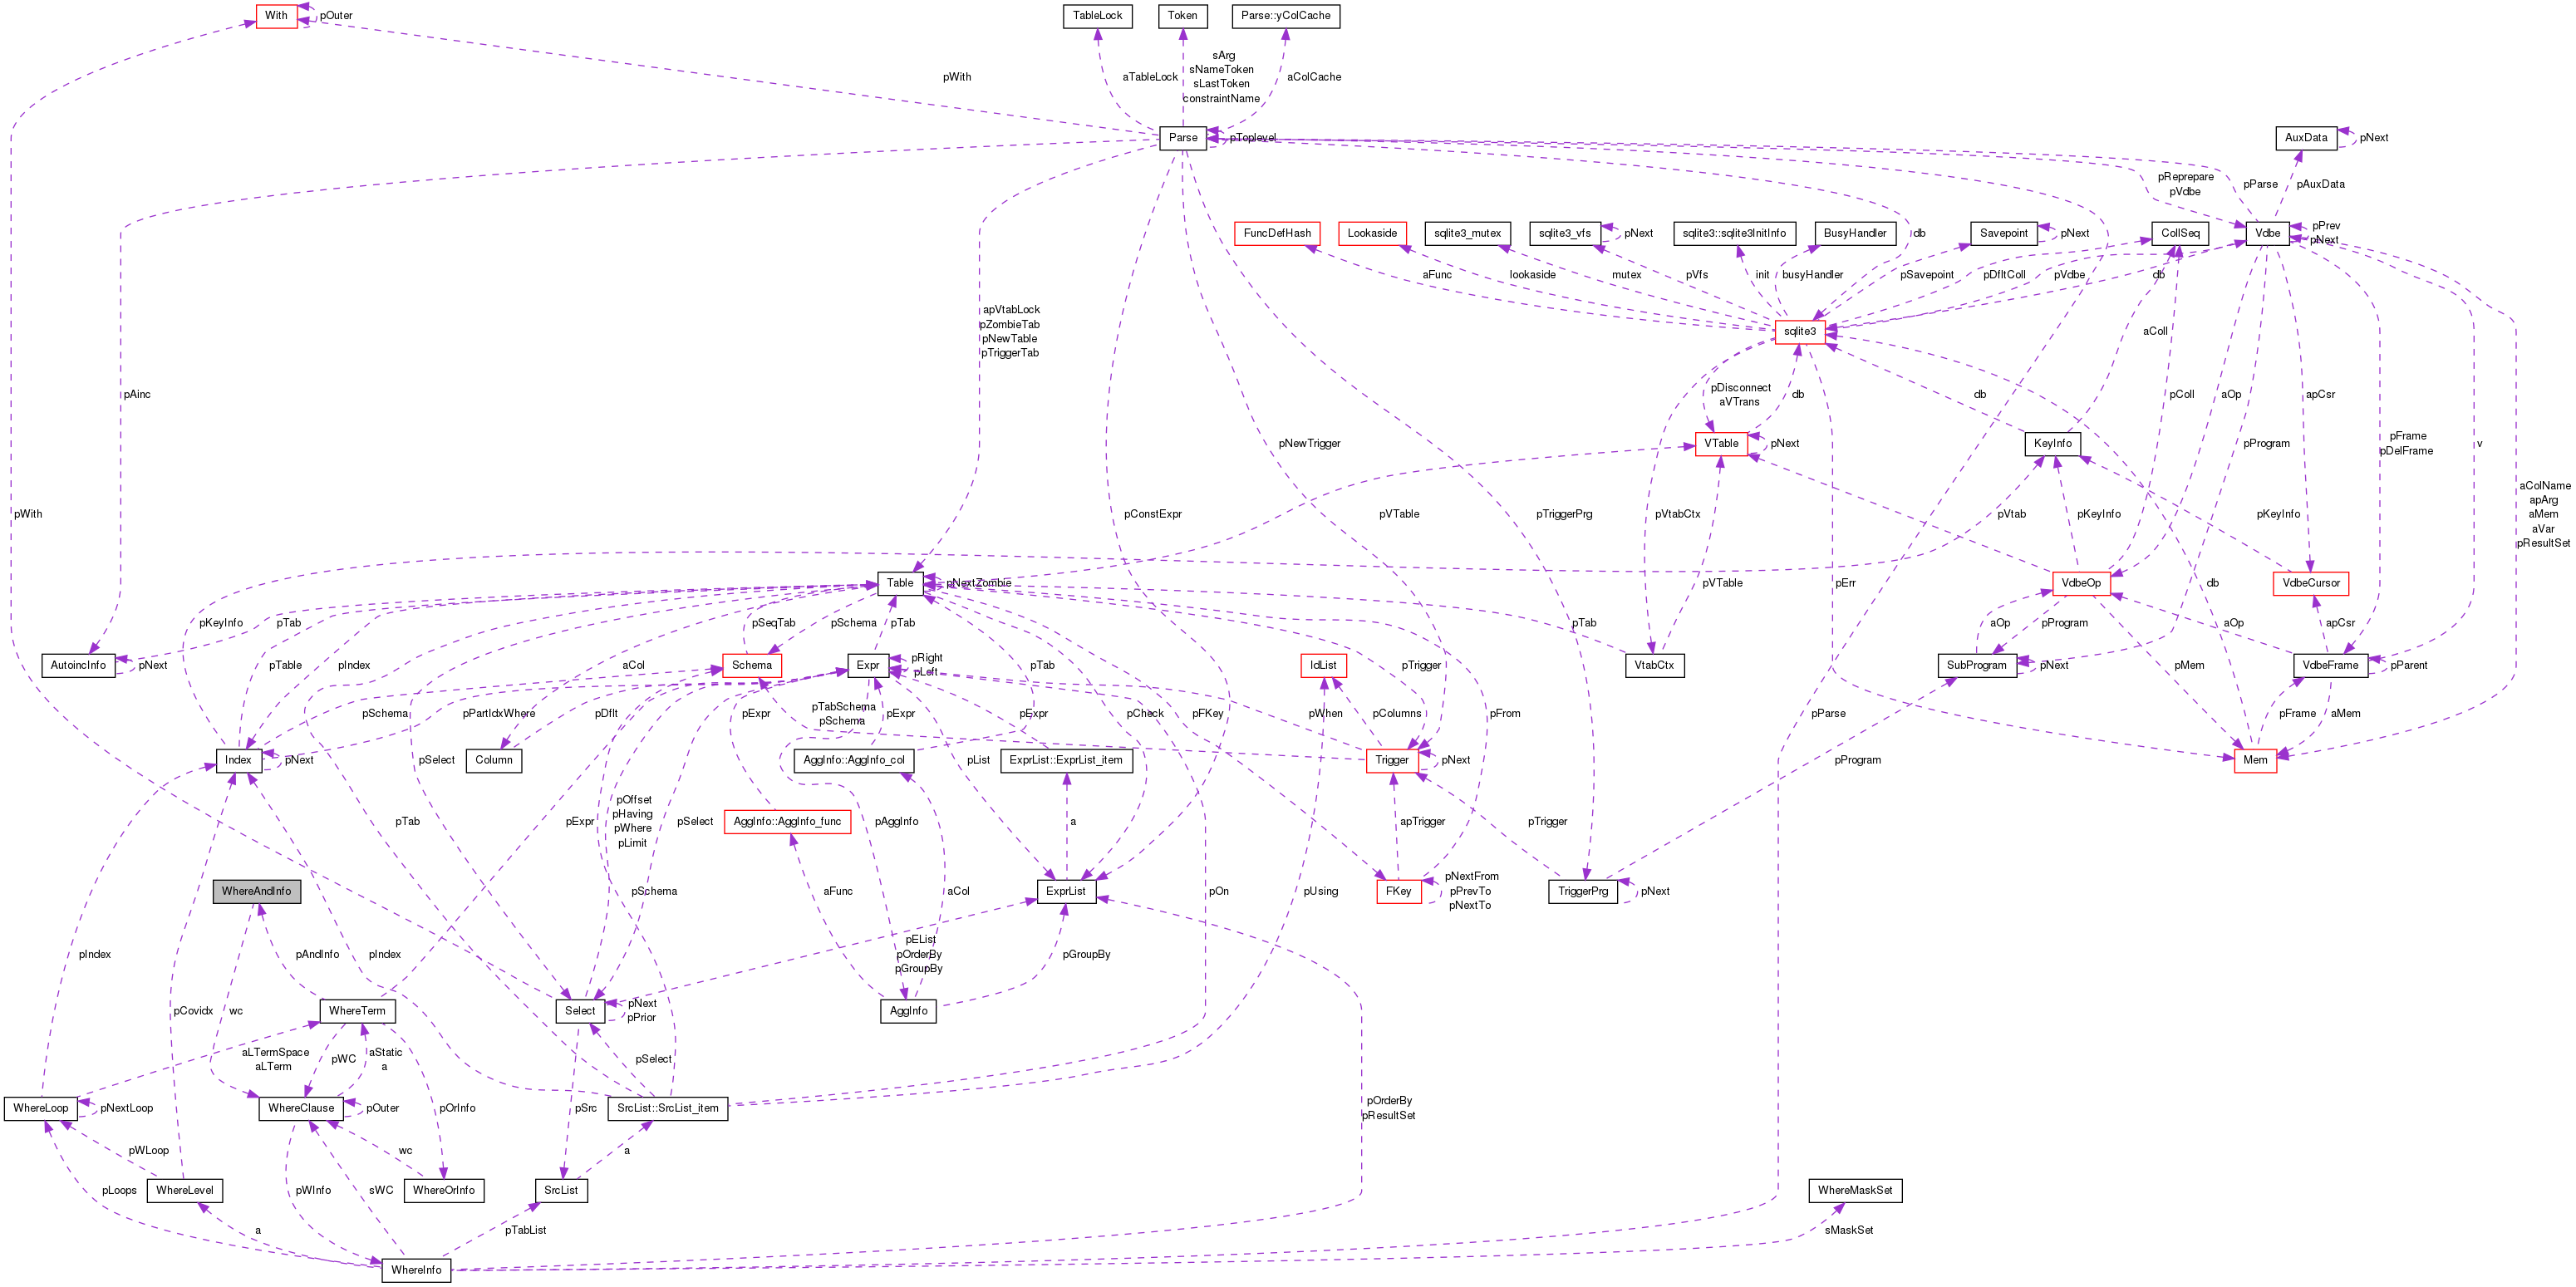 With
pOuter
TableLock
Token
Parse::yColCache
pWith
aTableLock
sArg
sNameToken
sLastToken
constraintName
aColCache
Parse
pToplevel
AuxData
pNext
pReprepare
pVdbe
pParse
pAuxData
FuncDefHash
Lookaside
sqlite3_mutex
sqlite3_vfs
pNext
sqlite3::sqlite3InitInfo
BusyHandler
Savepoint
pNext
CollSeq
Vdbe
pPrev
pNext
db
aFunc
lookaside
mutex
pVfs
init
busyHandler
pSavepoint
pDfltColl
pVdbe
db
apVtabLock
pZombieTab
pNewTable
pTriggerTab
sqlite3
aColl
pAinc
pDisconnect
aVTrans
db
db
pColl
aOp
apCsr
VTable
pNext
KeyInfo
pNewTrigger
pProgram
pFrame
pDelFrame
v
pWith
pConstExpr
pVTable
pTriggerPrg
pVtabCtx
pVtab
pKeyInfo
pKeyInfo
aColName
apArg
aMem
aVar
pResultSet
Table
pNextZombie
pVTable
pErr
VdbeOp
VdbeCursor
db
pKeyInfo
pTab
pSeqTab
pSchema
pTab
pTab
aOp
pProgram
aOp
apCsr
AutoincInfo
pNext
pTable
pIndex
aCol
Schema
Expr
pRight
pLeft
pTab
IdList
pTrigger
VtabCtx
SubProgram
pNext
pMem
VdbeFrame
pParent
pSchema
pPartIdxWhere
pDflt
pExpr
pTabSchema
pSchema
pExpr
pExpr
pCheck
pFKey
pWhen
pColumns
pFrom
pParse
pFrame
aMem
Index
pNext
pSelect
Column
AggInfo::AggInfo_col
pList
ExprList::ExprList_item
Trigger
pNext
pProgram
Mem
pTab
pExpr
pOffset
pHaving
pWhere
pLimit
pSelect
AggInfo::AggInfo_func
pAggInfo
a
apTrigger
pTrigger
WhereAndInfo
pSchema
aFunc
aCol
ExprList
pOn
pUsing
FKey
pNextFrom
pPrevTo
pNextTo
TriggerPrg
pNext
pIndex
pAndInfo
pIndex
pEList
pOrderBy
pGroupBy
pGroupBy
wc
pCovidx
WhereTerm
Select
pNext
pPrior
AggInfo
aLTermSpace
aLTerm
pWC
aStatic
a
pSelect
WhereLoop
pNextLoop
WhereClause
pOuter
pOrInfo
pSrc
SrcList::SrcList_item
pOrderBy
pResultSet
pWLoop
wc
a
pLoops
WhereLevel
pWInfo
sWC
WhereOrInfo
SrcList
WhereMaskSet
a
pTabList
sMaskSet
WhereInfo